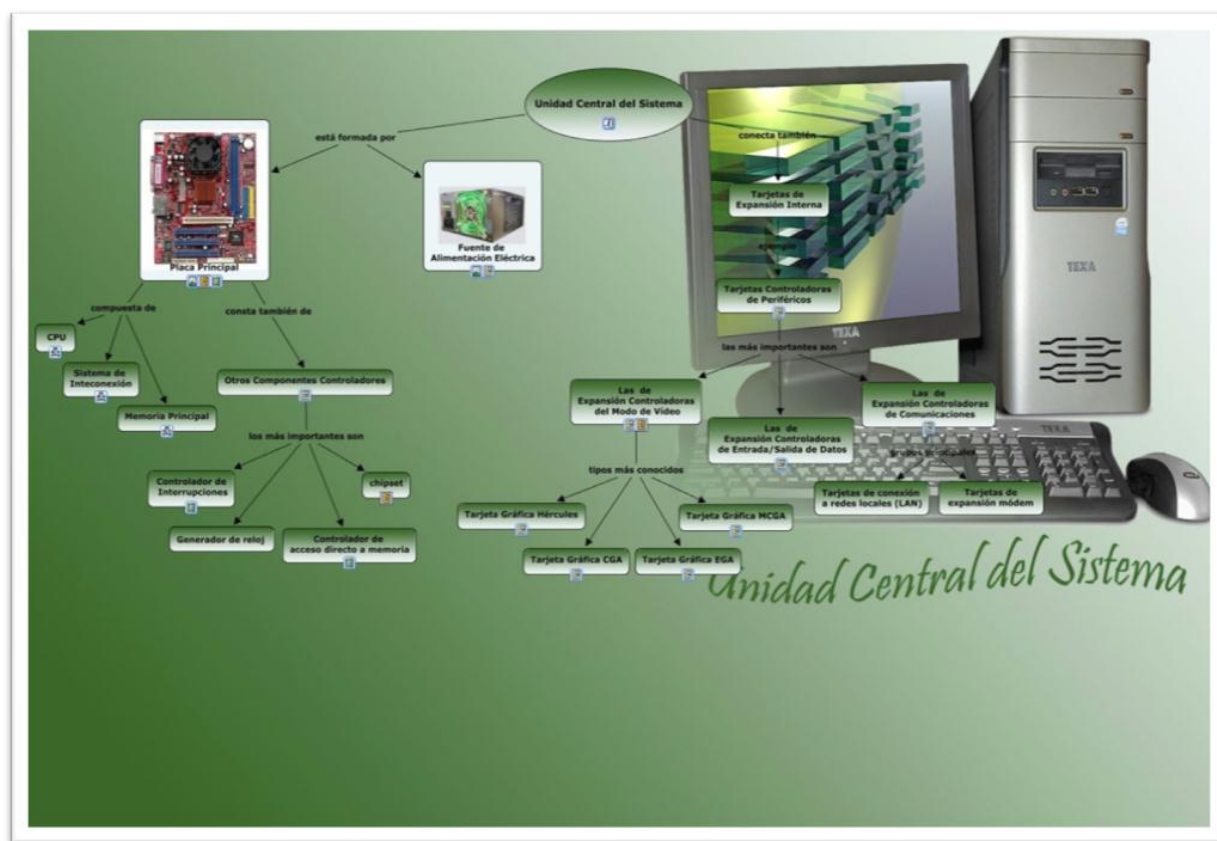 Unidad Central del Sistema
está formada por
conecta también
Placa Principal
Fuente de
Alimentación Eléctrica
Tarjetas de
Expansión Interna
ejemplo
Tarjetas Controladoras
de Periféricos
TEXA
TEXA
compuesta de
consta también de
las más importantes son
CPU
Sistema de
Inteconexión
Memoria Principal
Otros Componentes Controladores
Las de
Expansión Controladoras
del Modo de Video
Las de
Expansión Controladoras
de Entrada/Salida de Datos
Las de
Expansión Controladoras
de Comunicaciones
TEXA
los más importantes son
tipos más conocidos
grupos principales
Controlador de
Interrupciones
chipset
Generador de reloj
Controlador de
acceso directo a memoria
Tarjeta Gráfica Hércules
Tarjeta Gráfica MCGA
Tarjeta Gráfica CGA
Tarjeta Gráfica EGA
Tarjetas de conexión
a redes locales (LAN)
Tarjetas de
expansión módem
Unidad Central del Sistema